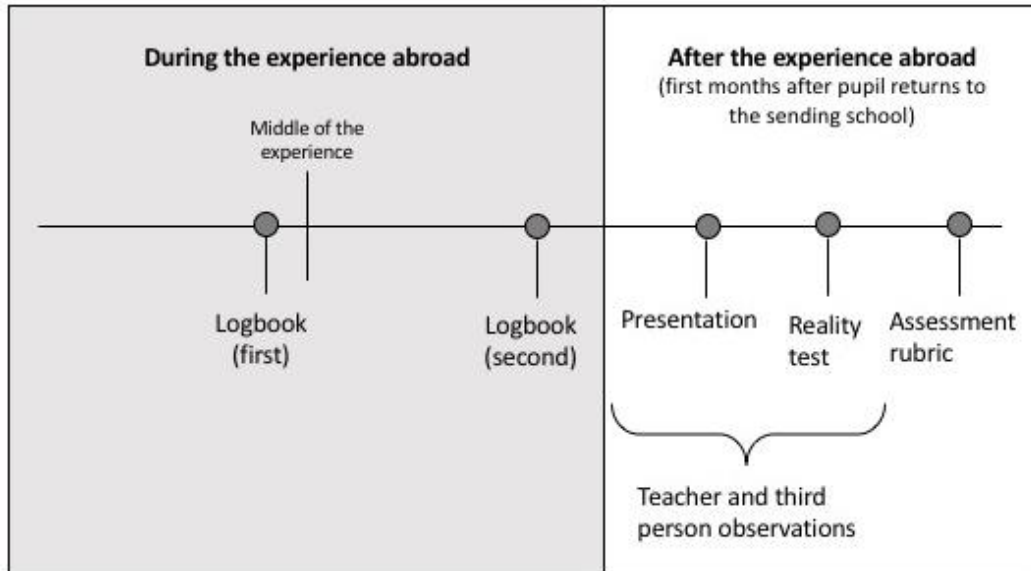 During the experience abroad
Middle of the
experience
Logbook
(first)
Logbook
(second)
After the experience abroad
(first months after pupil returns to
the sending school)
Presentation
Reality
test
Assessment
rubric
Teacher and third
person observations